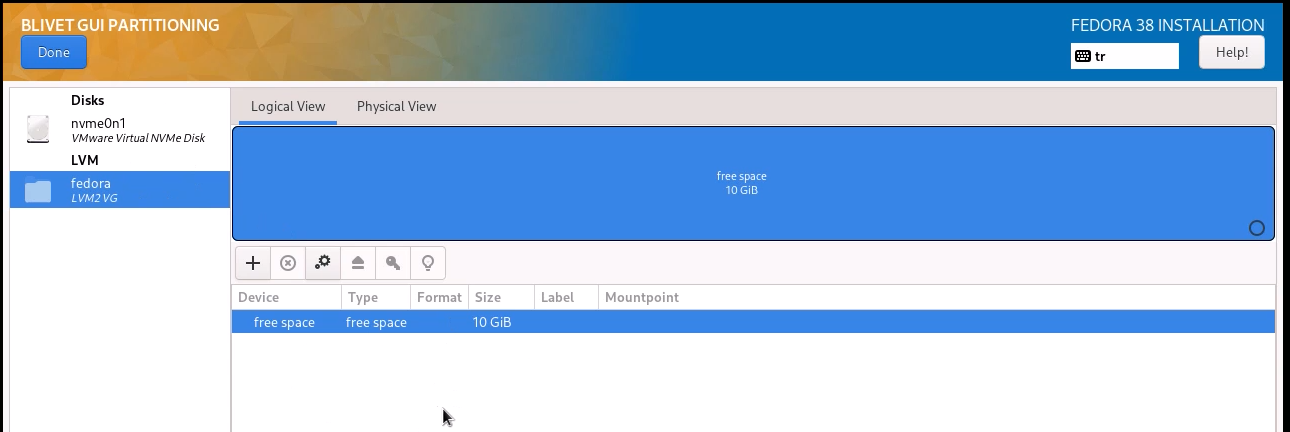 BLIVET GUI PARTITIONING
Done
FEDORA 38 INSTALLATION
tr
Help!
Disks
nvme0n1
VMware Virtual NVMe Disk
LVM
fedora
LVM2 VG
Logical View Physical View
free space
10 GiB
Device Type Format Size Label Mountpoint
free space free space 10 GiB